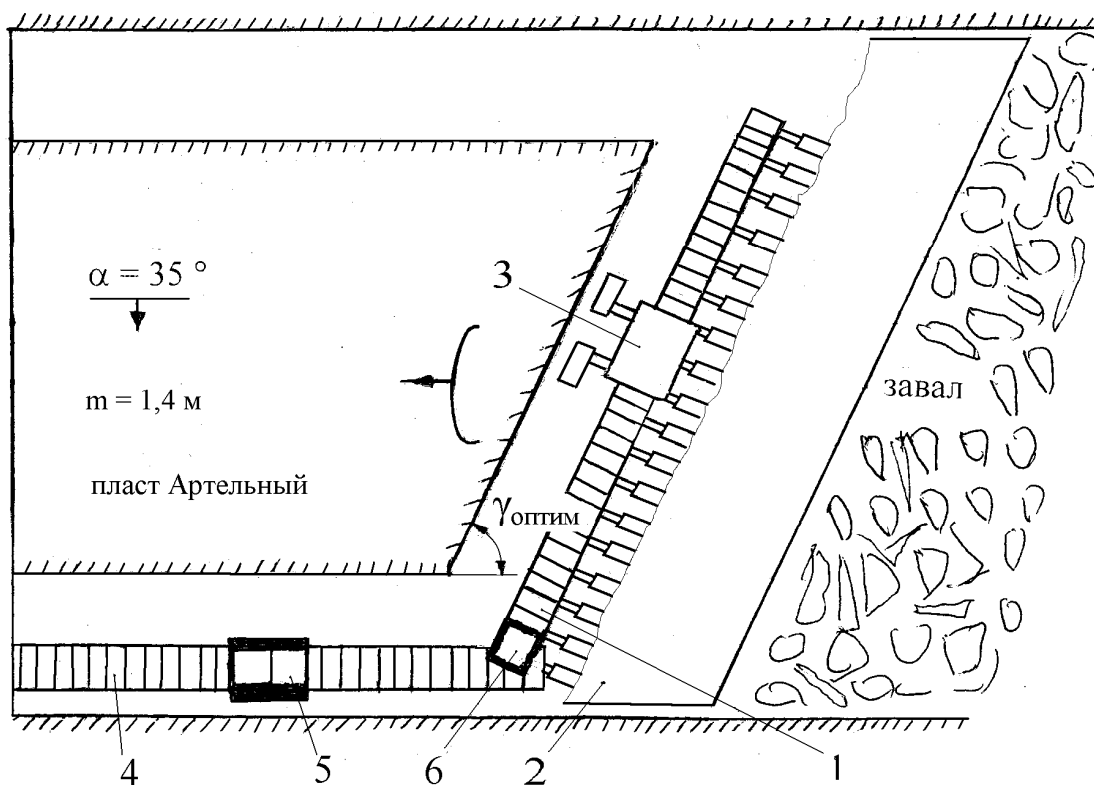 3
α = 35 °
завал
m = 1,4 м
пласт Артельный
γоптим
4
5
6
2
1